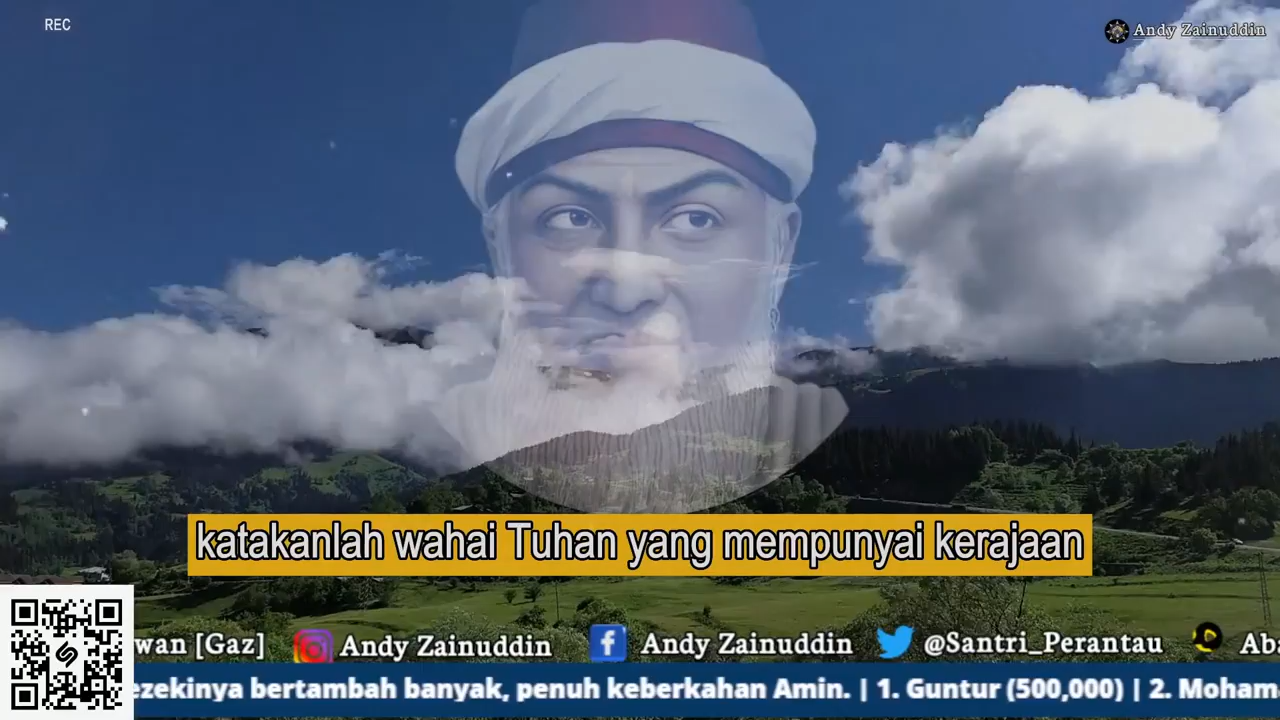 REC
Andy Zainuddin
katakanlah wahai Tuhan yang mempunyai kerajaan
wan [Gaz] Andy Zainuddin Andy Zainuddin @Santri_Perantau Aba
ezekinya bertambah banyak, penuh keberkahan Amin. | 1. Guntur (500,000) | 2. Moham